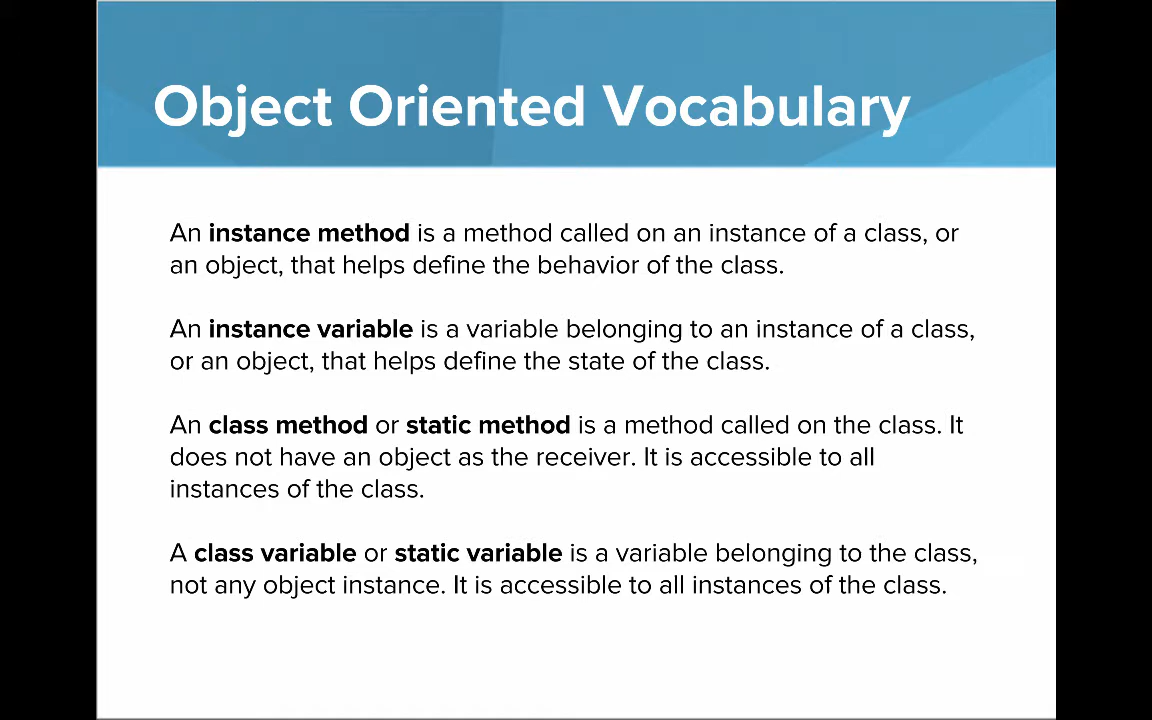 Object Oriented Vocabulary
An instance method is a method called on an instance of a class, or
an object, that helps define the behavior of the class.
An instance variable is a variable belonging to an instance of a class,
or an object, that helps define the state of the class.
An class method or static method is a method called on the class. It
does not have an object as the receiver. It is accessible to all
instances of the class.
A class variable or static variable is a variable belonging to the class,
not any object instance. It is accessible to all instances of the class.